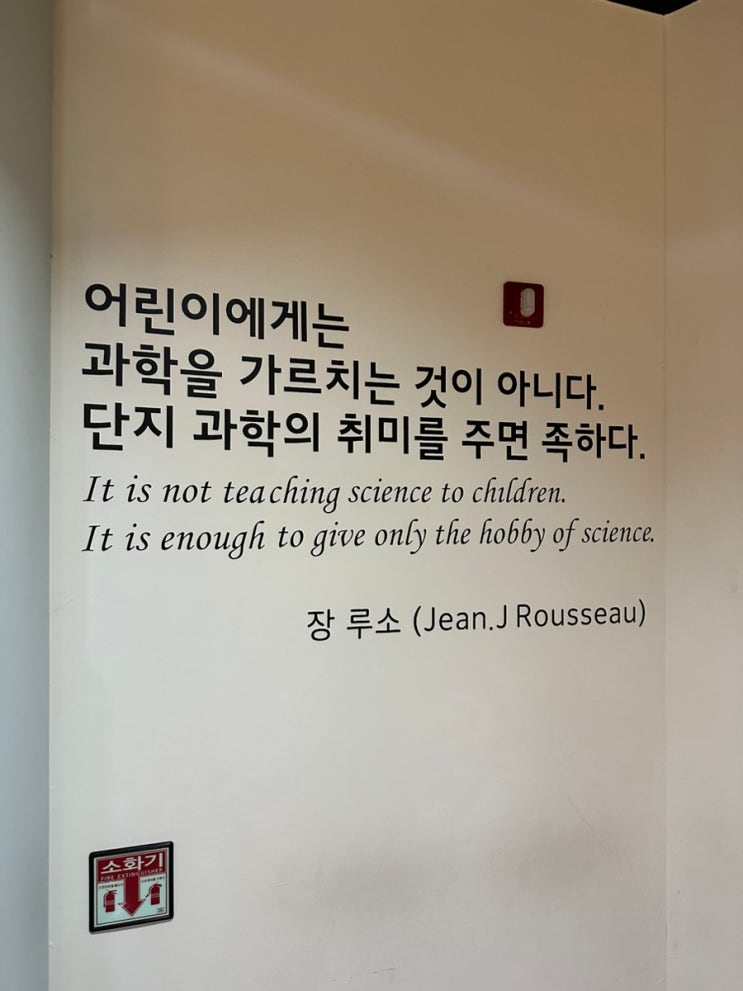 어린이에게는
과학을 가르치는 것이 아니다.
단지 과학의 취미를 주면 족하다.
It is not teaching science to children.
It is enough to give only the hobby of science.
장 루소 (Jean.J Rousseau)
소화기
FIRE EXTINGUISHER